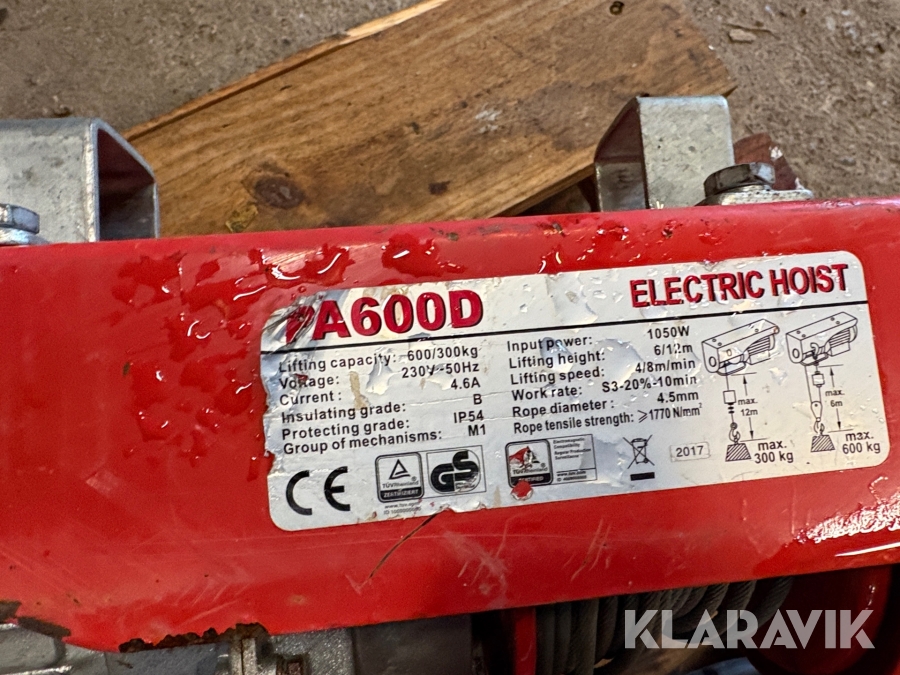 PA600D
ELECTRIC HOIST
Lifting capacity: 600/300kg
Voltage: 230V~50Hz
Current: 4.6A
Insulating grade: B
Protecting grade: IP54
Group of mechanisms: M1
Input power: 1050W
Lifting height: 6/12m
Lifting speed: 4/8m/min
Work rate: S3-20%-10min
Rope diameter: 4.5mm
Rope tensile strength: ≥1770 N/mm²
max. 12m
max. 300 kg
max. 6m
max. 600 kg
CE
TÜVRheinland
ZERTIFIZIERT
GS
2017
KLARAVIK